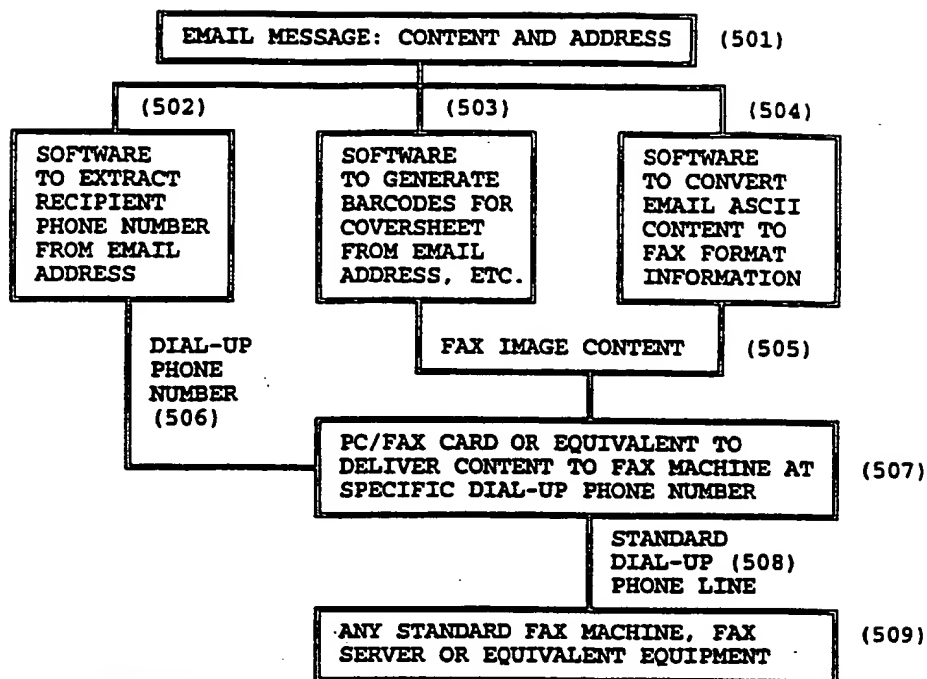 EMAIL MESSAGE: CONTENT AND ADDRESS (501)
(502)
SOFTWARE
TO EXTRACT
RECIPIENT
PHONE NUMBER
FROM EMAIL
ADDRESS
(503)
SOFTWARE
TO GENERATE
BARCODES FOR
COVERSHEET
FROM EMAIL
ADDRESS, ETC.
(504)
SOFTWARE
TO CONVERT
EMAIL ASCII
CONTENT TO
FAX FORMAT
INFORMATION
DIAL-UP
PHONE
NUMBER
(506)
FAX IMAGE CONTENT (505)
PC/FAX CARD OR EQUIVALENT TO
DELIVER CONTENT TO FAX MACHINE AT
SPECIFIC DIAL-UP PHONE NUMBER
(507)
STANDARD
DIAL-UP (508)
PHONE LINE
ANY STANDARD FAX MACHINE, FAX
SERVER OR EQUIVALENT EQUIPMENT
(509)